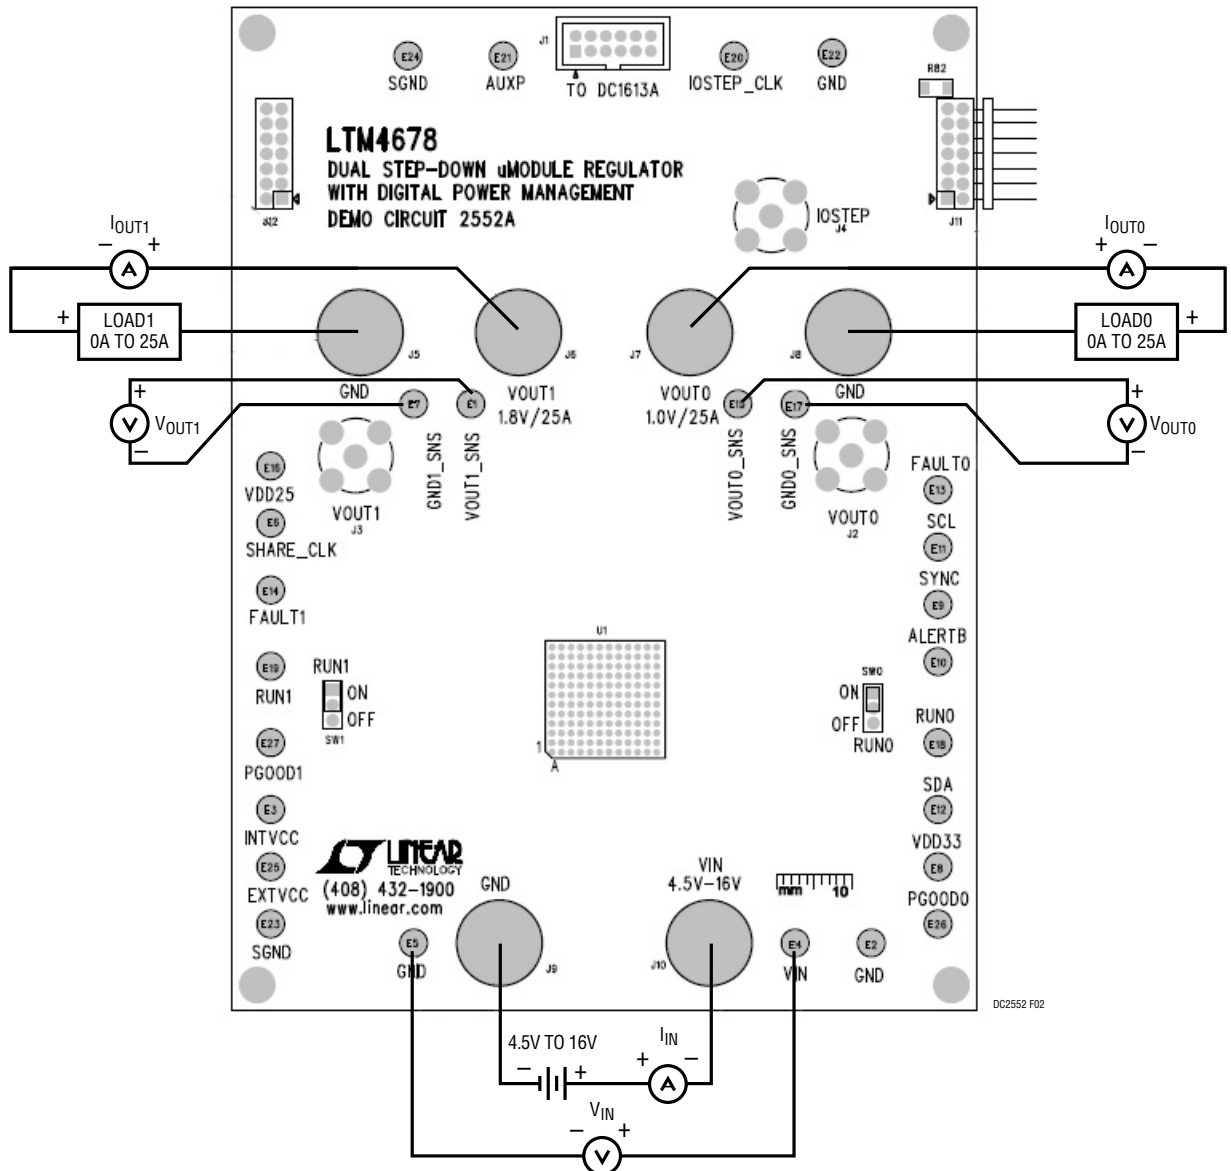 J1
E24
SGND
E21
AUXP
TO DC1613A
E20
IOSTEP_CLK
E22
GND
R82
LTM4678
DUAL STEP-DOWN uMODULE REGULATOR
WITH DIGITAL POWER MANAGEMENT
DEMO CIRCUIT 2552A
IOSTEP
J4
J11
IOUT1
– +
A
IOUT0
+ –
A
+
LOAD1
0A TO 25A
LOAD0
0A TO 25A
+
J5
J6
J7
J8
GND
VOUT1
1.8V/25A
VOUT0
1.0V/25A
GND
+
V
VOUT1
–
E1
E17
+
V
VOUT0
–
GND1_SNS
VOUT1_SNS
VOUT0_SNS
GND0_SNS
VOUT1
J3
VOUT0
J2
E16
VDD25
E6
SHARE_CLK
E14
FAULT1
E19
RUN1
RUN1
ON
OFF
SW1
E27
PGOOD1
E3
INTVCC
E25
EXTVCC
E23
SGND
U1
1
A
FAULT0
E13
SCL
E11
SYNC
E9
ALERTB
E10
SW0
ON
OFF
RUN0
RUN0
E18
SDA
E12
VDD33
E8
PGOOD0
E26
LINEAR
TECHNOLOGY
(408) 432-1900
www.linear.com
GND
VIN
4.5V-16V
mm 10
E5
GND
J9
J10
E4
VIN
E2
GND
DC2552 F02
4.5V TO 16V
– +
IIN
+ –
A
VIN
– +
V